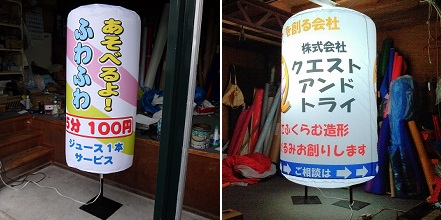 あそべるよ!
ふわふわ
5分 100円
ジュース1本
サービス
を創る会社
株式会社
クエスト
アンド
トライ
ふくらむ造形
るみお創りします
ご相談は